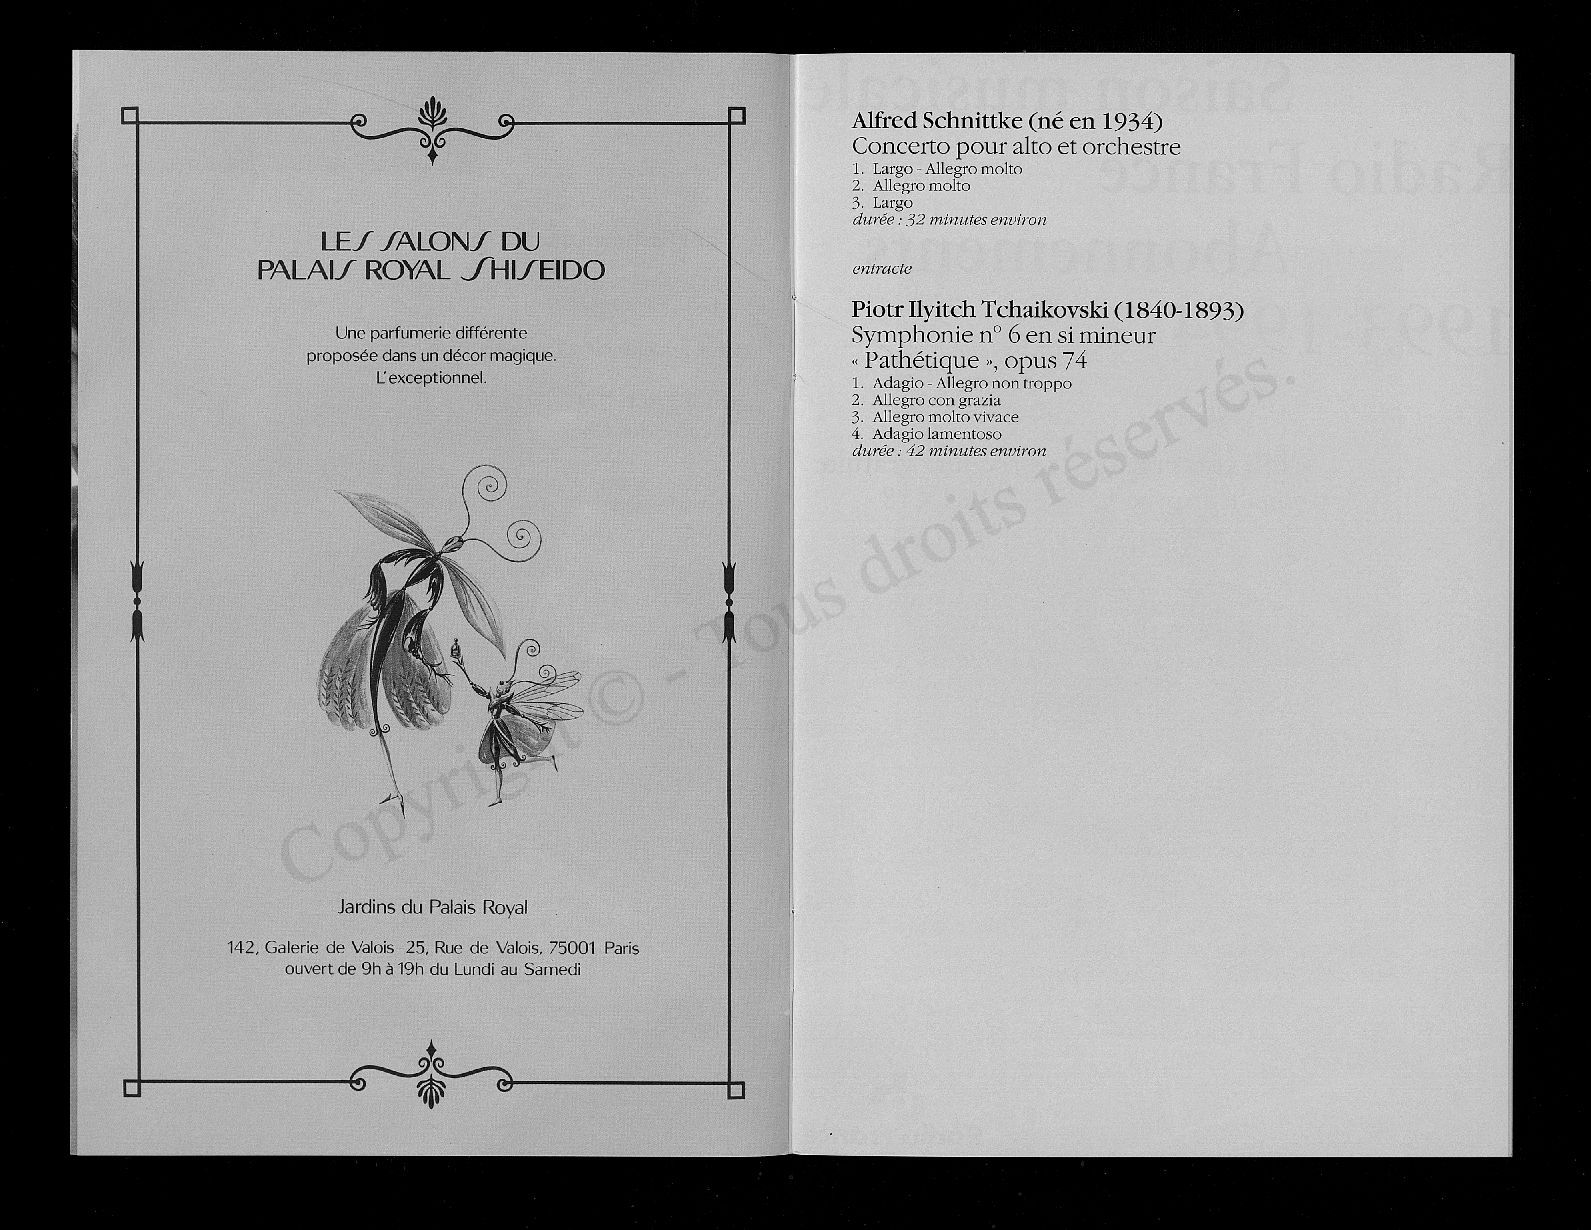 LES SALONS DU
PALAIS ROYAL SHISEIDO
Une parfumerie différente
proposée dans un décor magique.
L'exceptionnel.
Jardins du Palais Royal
142, Galerie de Valois 25, Rue de Valois, 75001 Paris
ouvert de 9h à 19h du Lundi au Samedi
Alfred Schnittke (né en 1934)
Concerto pour alto et orchestre
1. Largo - Allegro molto
2. Allegro molto
3. Largo
durée : 32 minutes environ
entracte
Piotr Ilyitch Tchaikovski (1840-1893)
Symphonie n° 6 en si mineur
« Pathétique », opus 74
1. Adagio - Allegro non troppo
2. Allegro con grazia
3. Allegro molto vivace
4. Adagio lamentoso
durée : 42 minutes environ
Copyright © - Tous droits réservés.